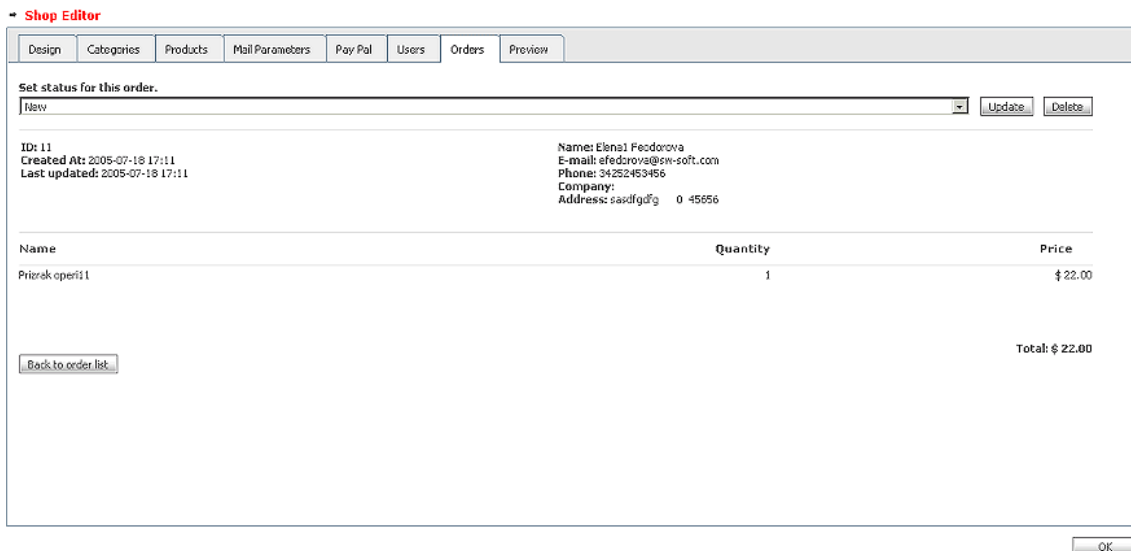 Shop Editor
Design Categories Products Mail Parameters Pay Pal Users Orders Preview
Set status for this order.
New Update Delete
ID: 11
Created At: 2005-07-18 17:11
Last updated: 2005-07-18 17:11
Name: Elena1 Feodorova
E-mail: efedorova@sw-soft.com
Phone: 34252453456
Company:
Address: sasdfgdfg 0 45656
Name Quantity Price
Prizrak operi11 1 $ 22.00
Total: $ 22.00
Back to order list
OK